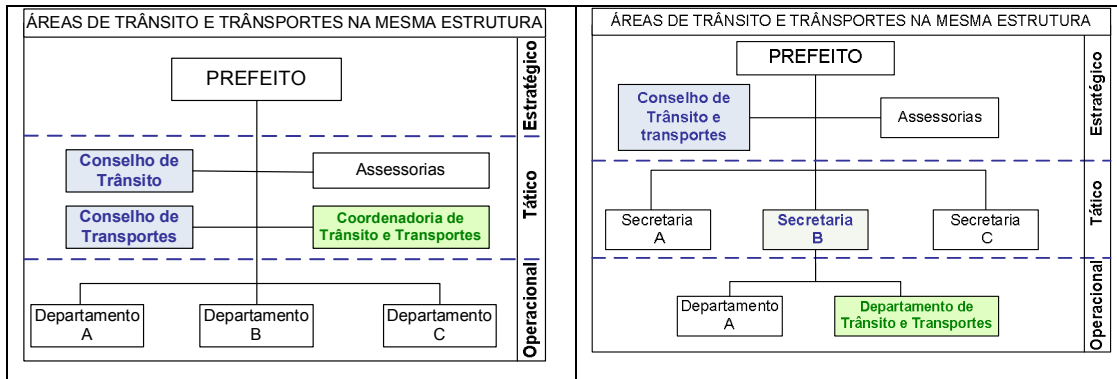 ÁREAS DE TRÂNSITO E TRÂNSPORTES NA MESMA ESTRUTURA
PREFEITO
Estratégico
Conselho de
Trânsito
Assessorias
Conselho de
Transportes
Coordenadoria de
Trânsito e Transportes
Tático
Departamento
A
Departamento
B
Departamento
C
Operacional
ÁREAS DE TRÂNSITO E TRÂNSPORTES NA MESMA ESTRUTURA
PREFEITO
Conselho de
Trânsito e
transportes
Assessorias
Estratégico
Secretaria
A
Secretaria
B
Secretaria
C
Tático
Departamento
A
Departamento de
Trânsito e Transportes
Operacional